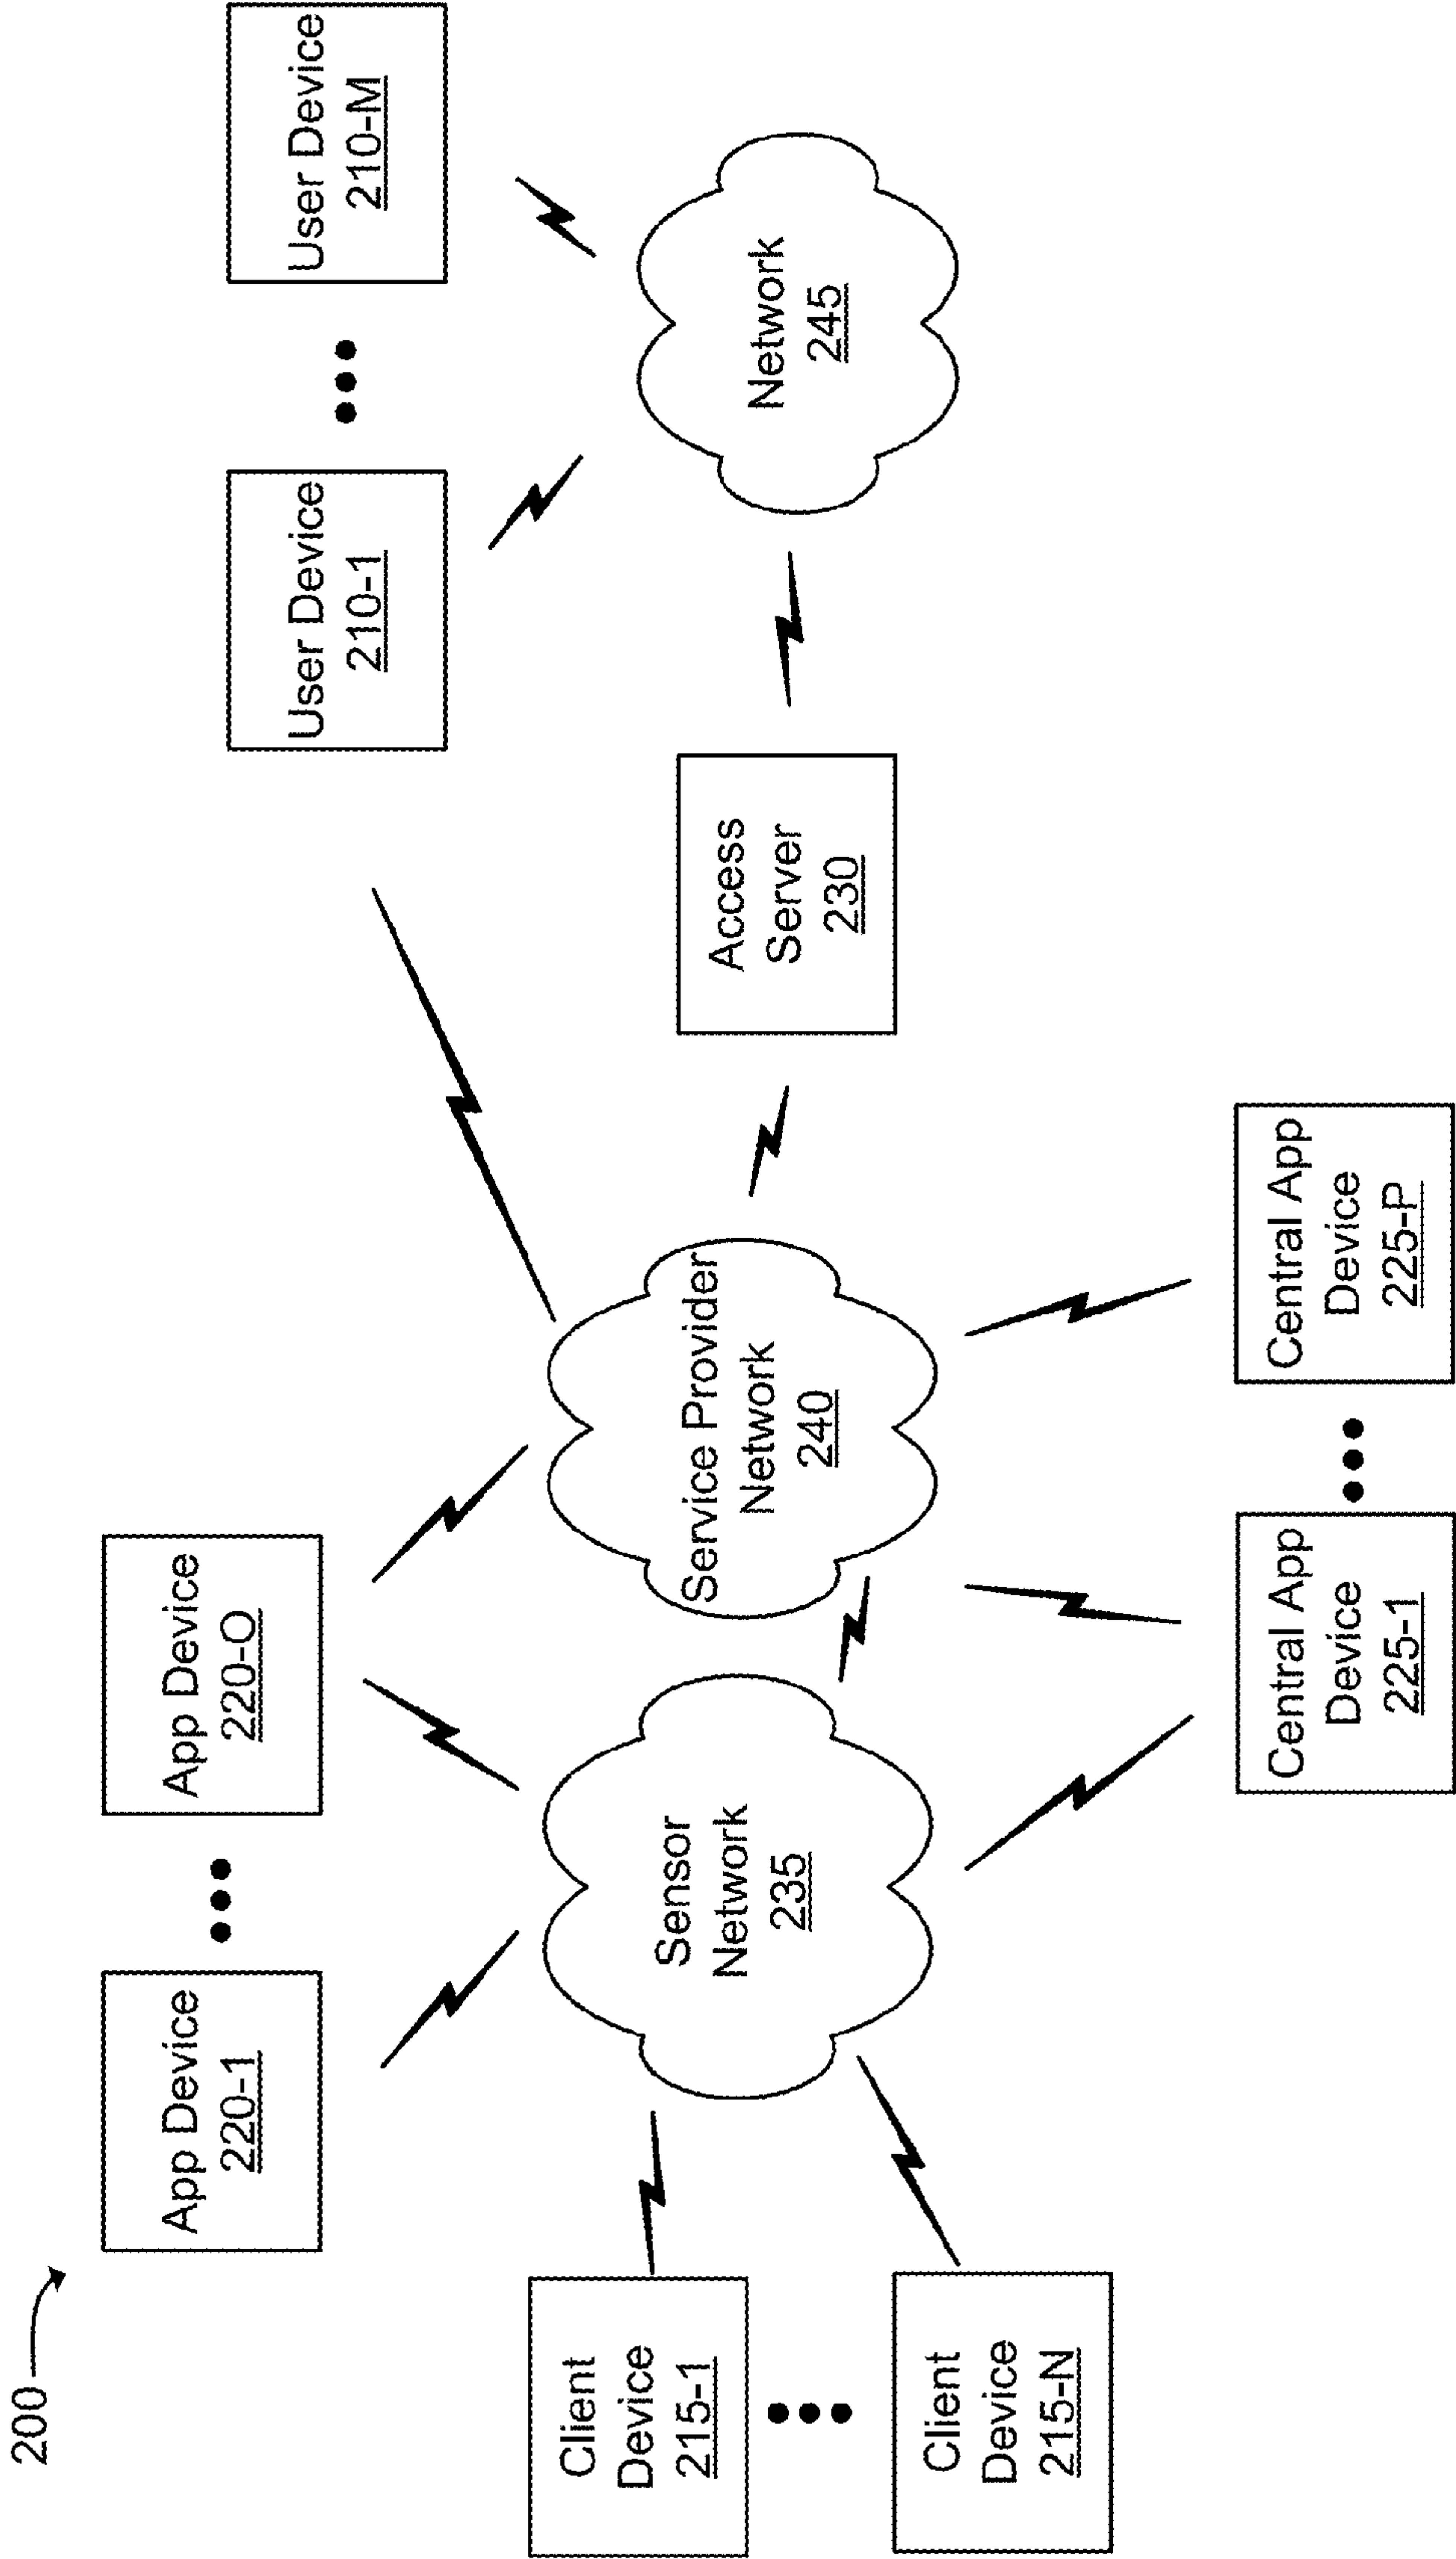 200
App Device
220-1
App Device
220-O
User Device
210-1
User Device
210-M
Client
Device
215-1
Client
Device
215-N
Sensor
Network
235
Service Provider
Network
240
Access
Server
230
Network
245
Central App
Device
225-1
Central App
Device
225-P